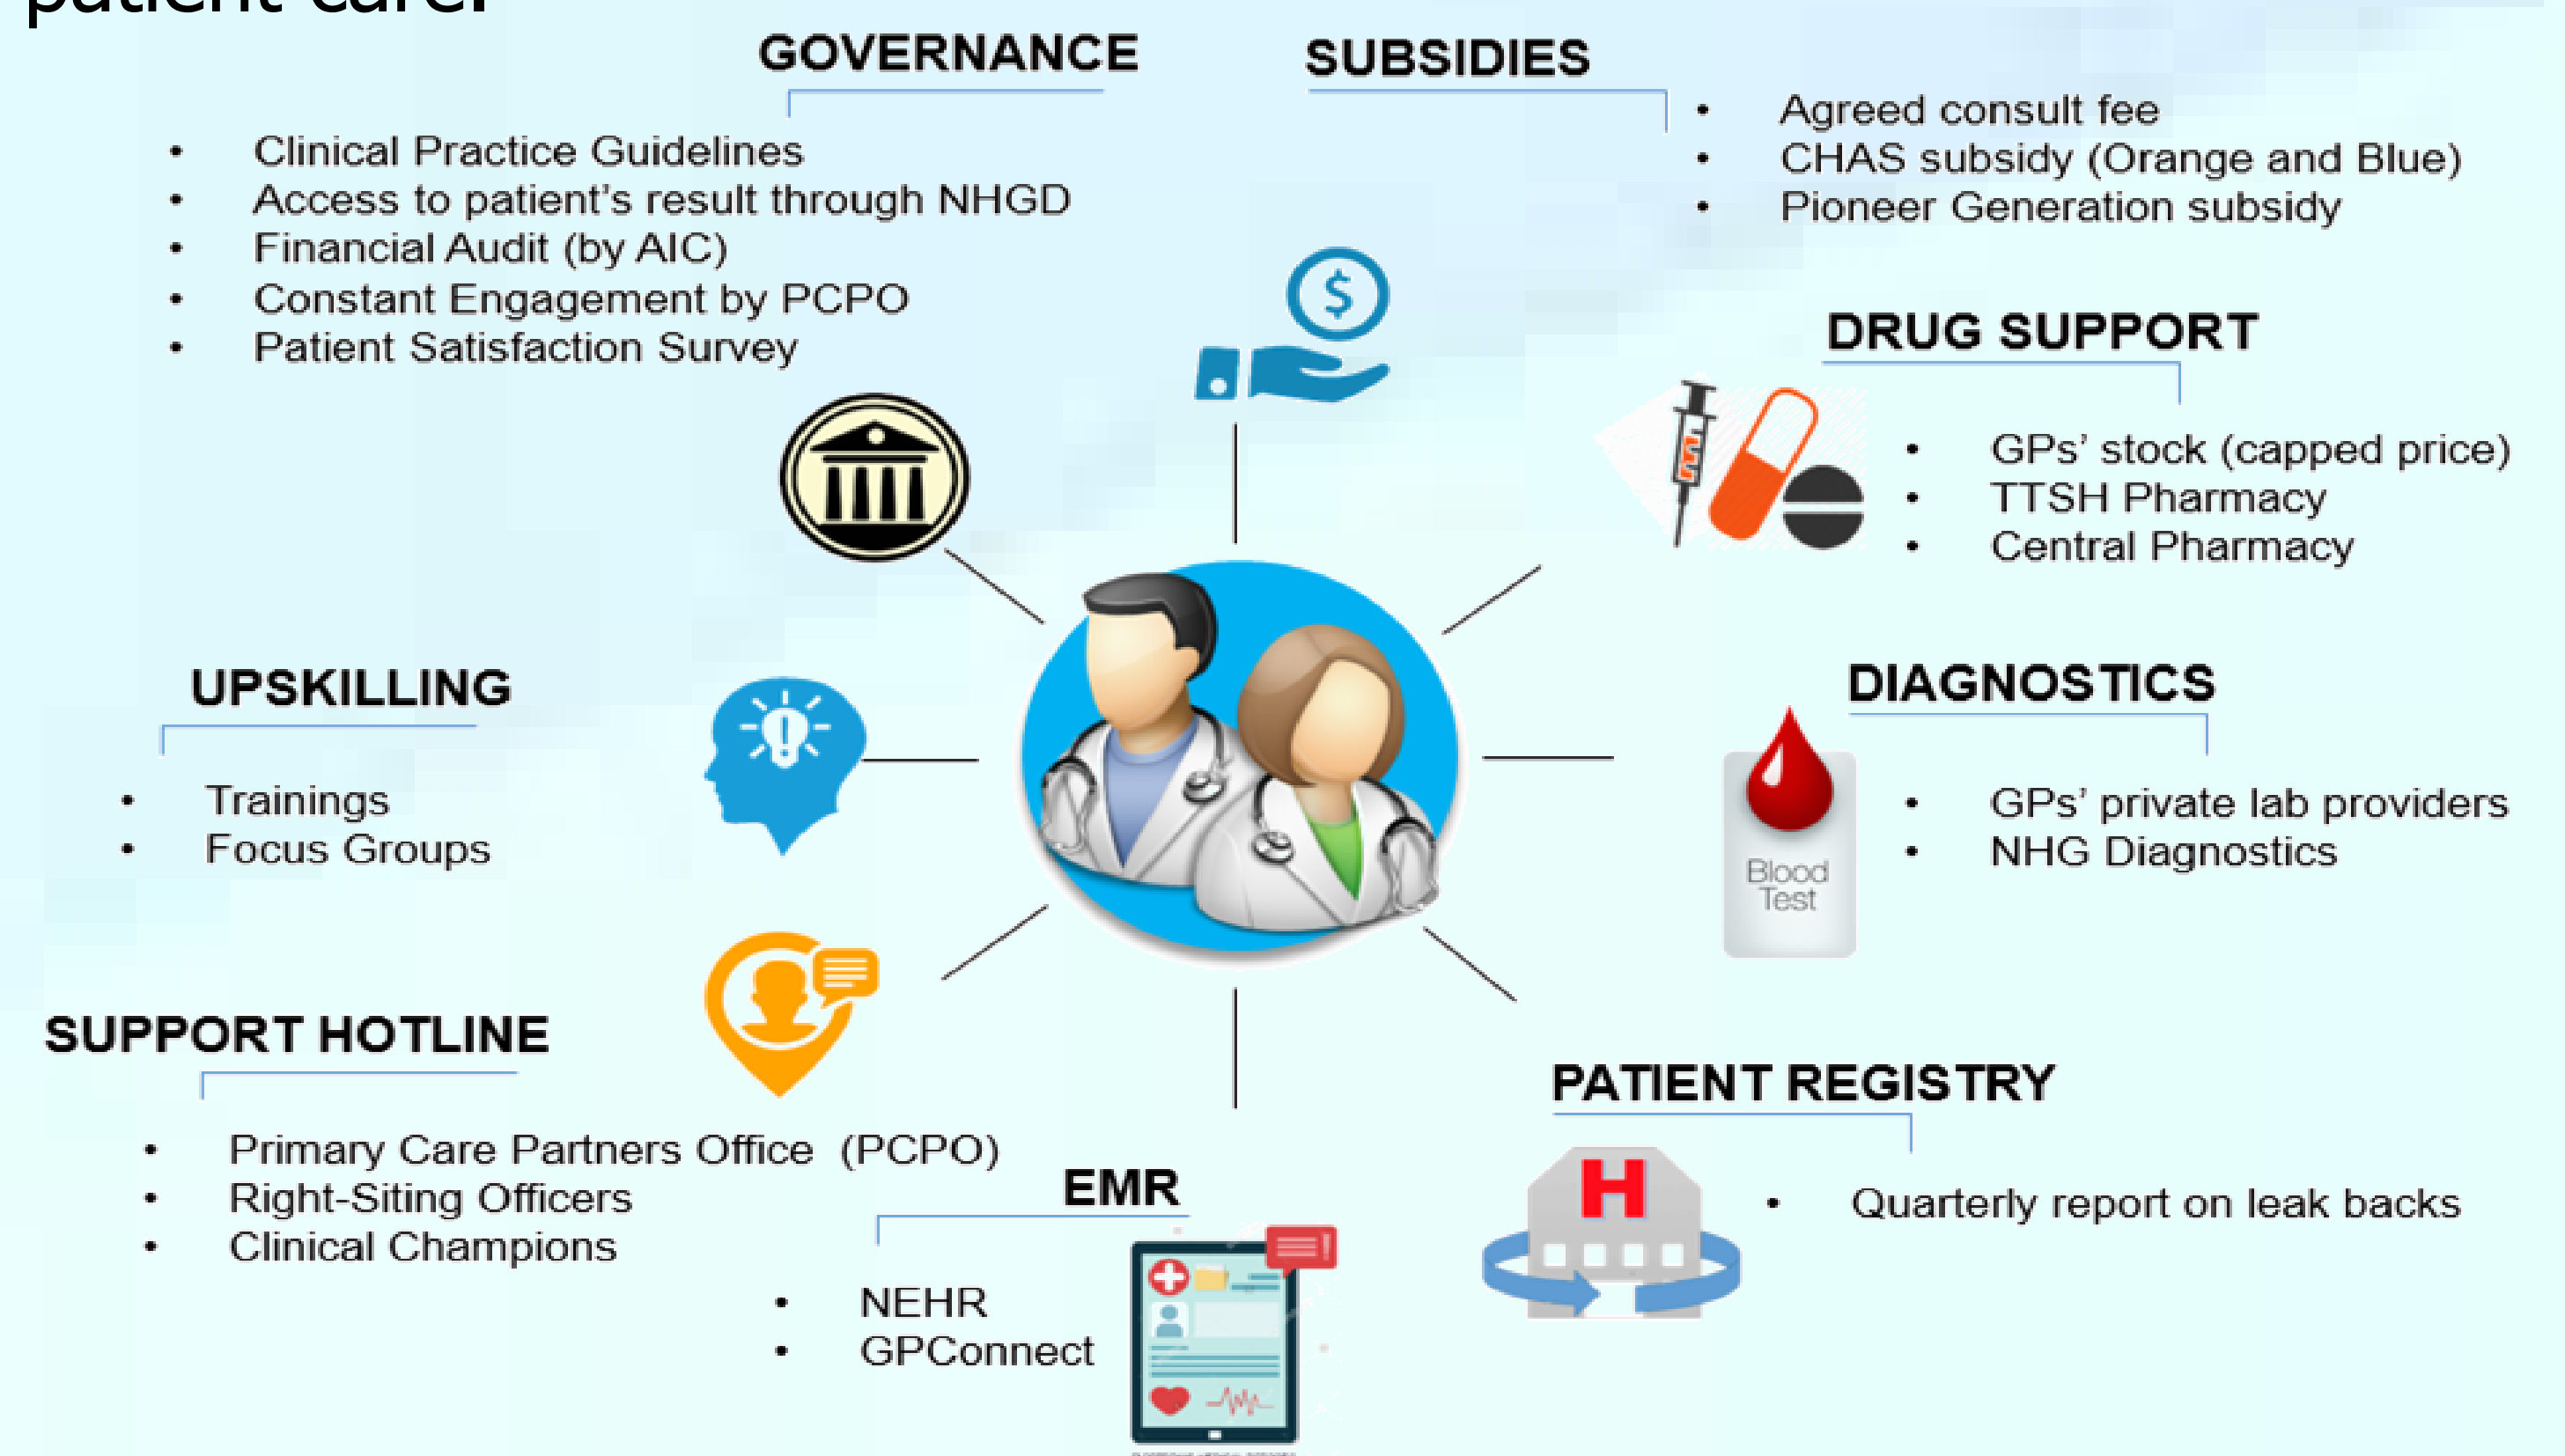 patient care.
GOVERNANCE
• Clinical Practice Guidelines
• Access to patient's result through NHGD
• Financial Audit (by AIC)
• Constant Engagement by PCPO
• Patient Satisfaction Survey
SUBSIDIES
• Agreed consult fee
• CHAS subsidy (Orange and Blue)
• Pioneer Generation subsidy
DRUG SUPPORT
• GPs' stock (capped price)
• TTSH Pharmacy
• Central Pharmacy
UPSKILLING
• Trainings
• Focus Groups
DIAGNOSTICS
• GPs' private lab providers
• NHG Diagnostics
Blood
Test
SUPPORT HOTLINE
• Primary Care Partners Office (PCPO)
• Right-Siting Officers
• Clinical Champions
EMR
• NEHR
• GPConnect
PATIENT REGISTRY
H
• Quarterly report on leak backs